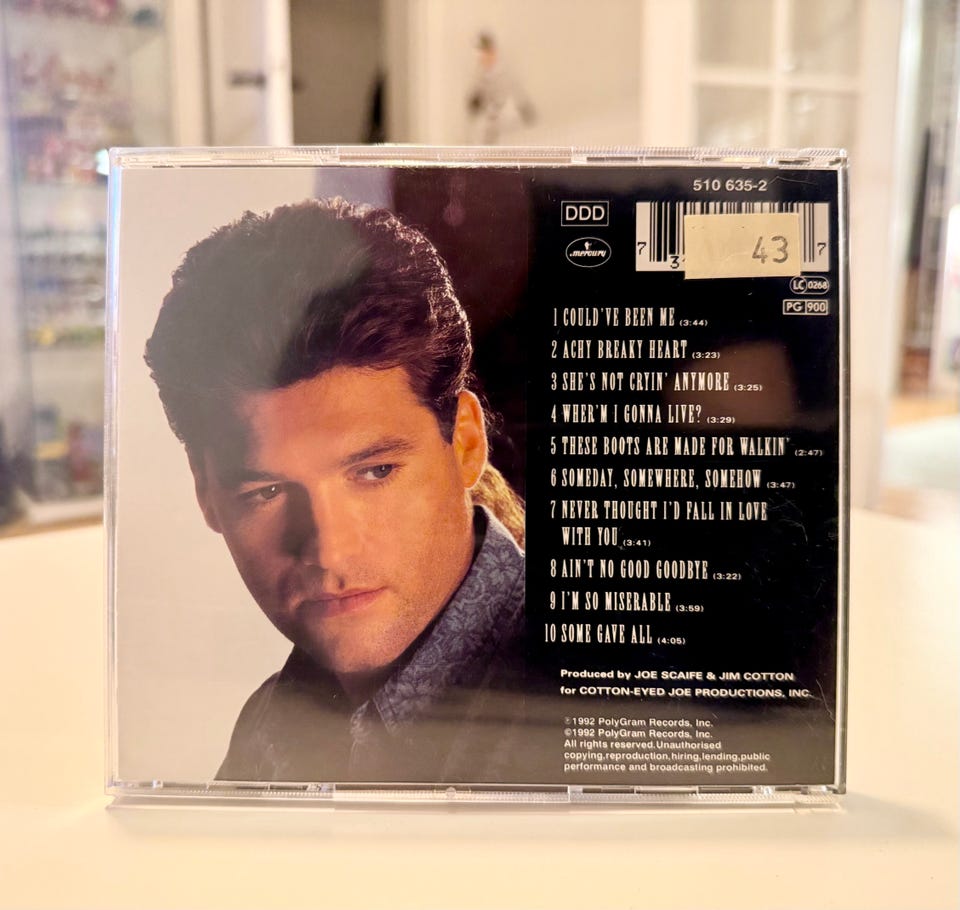 510 635-2
DDD
mercury
43
7 3 7
LC 0268
PG 900
1 COULD'VE BEEN ME (3:44)
2 ACHY BREAKY HEART (3:23)
3 SHE'S NOT CRYIN' ANYMORE (3:25)
4 WHER'M I GONNA LIVE? (3:29)
5 THESE BOOTS ARE MADE FOR WALKIN' (2:47)
6 SOMEDAY, SOMEWHERE, SOMEHOW (3:47)
7 NEVER THOUGHT I'D FALL IN LOVE
WITH YOU (3:41)
8 AIN'T NO GOOD GOODBYE (3:22)
9 I'M SO MISERABLE (3:59)
10 SOME GAVE ALL (4:05)
Produced by JOE SCAIFE & JIM COTTON
for COTTON-EYED JOE PRODUCTIONS, INC.
℗1992 PolyGram Records, Inc.
©1992 PolyGram Records, Inc.
All rights reserved.Unauthorised
copying,reproduction,hiring,lending,public
performance and broadcasting prohibited.